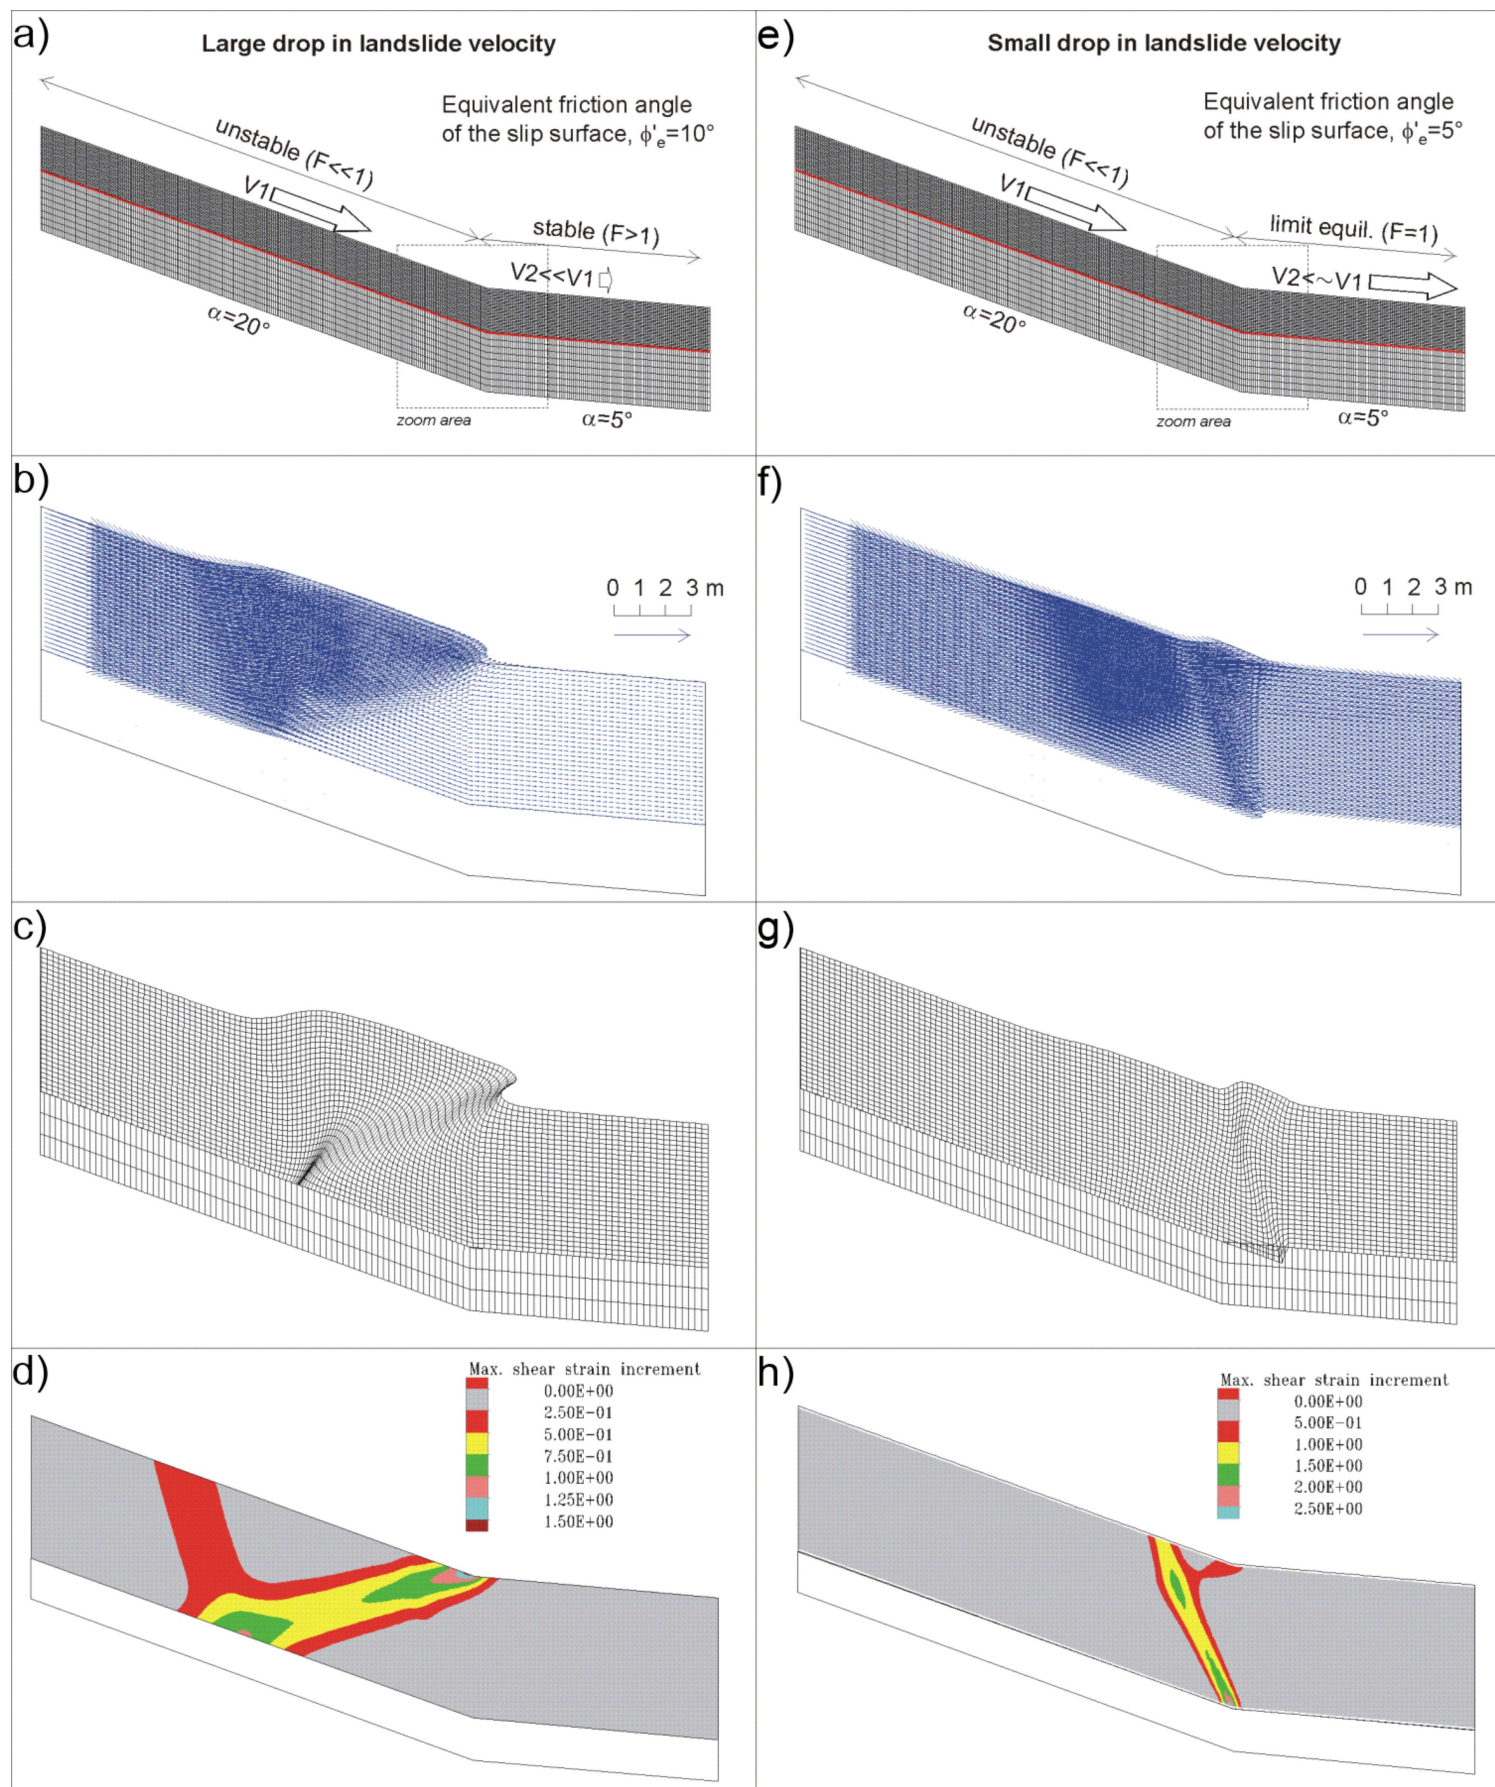 a)
Large drop in landslide velocity
Equivalent friction angle
of the slip surface, ϕ'e=10°
unstable (F<<1)
V1
stable (F>1)
V2<<V1
α=20°
zoom area
α=5°
e)
Small drop in landslide velocity
Equivalent friction angle
of the slip surface, ϕ'e=5°
unstable (F<<1)
V1
limit equil. (F=1)
V2<~V1
α=20°
zoom area
α=5°
b)
0 1 2 3 m
f)
0 1 2 3 m
c)
g)
d)
Max. shear strain increment
0.00E+00
2.50E-01
5.00E-01
7.50E-01
1.00E+00
1.25E+00
1.50E+00
h)
Max. shear strain increment
0.00E+00
5.00E-01
1.00E+00
1.50E+00
2.00E+00
2.50E+00